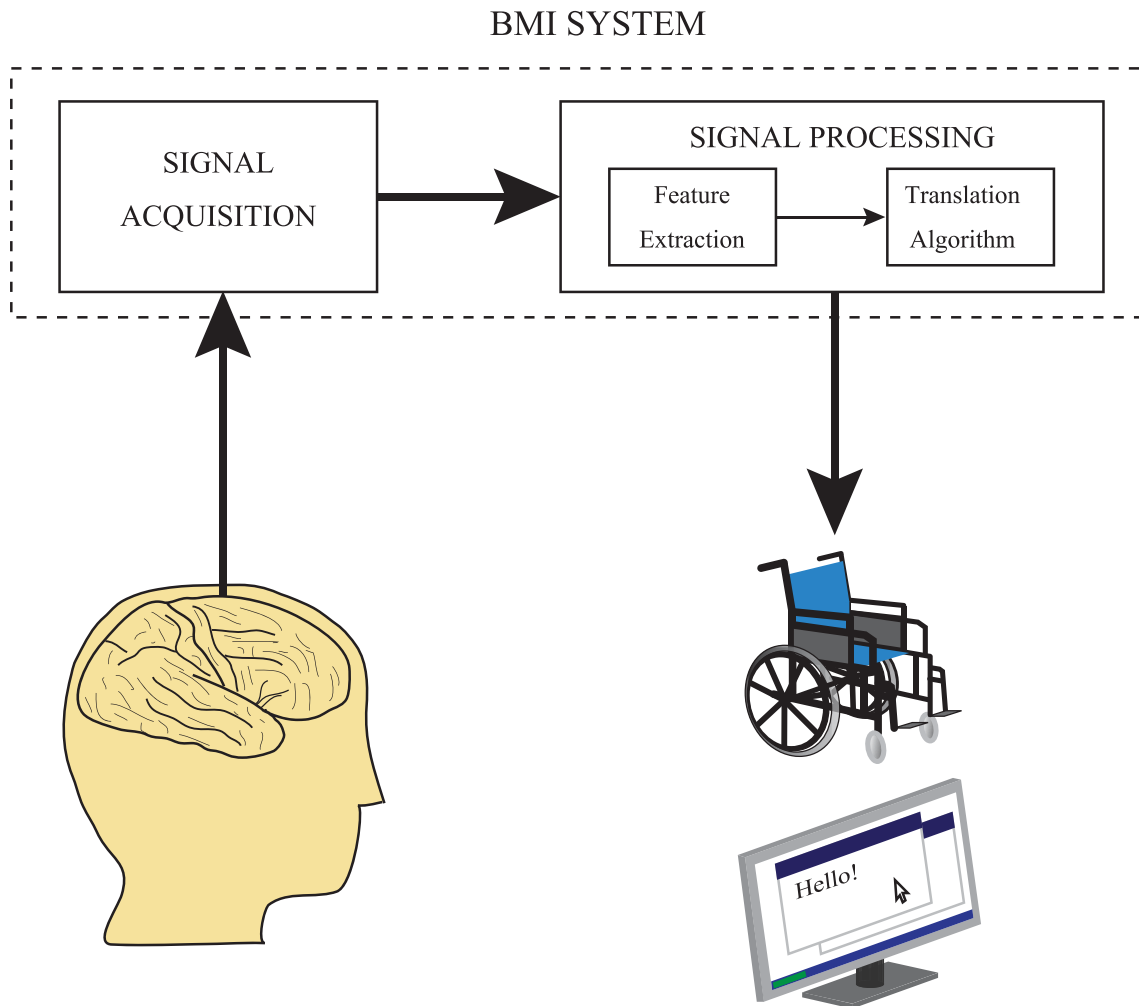 BMI SYSTEM
SIGNAL
ACQUISITION
SIGNAL PROCESSING
Feature
Extraction
Translation
Algorithm
Hello!